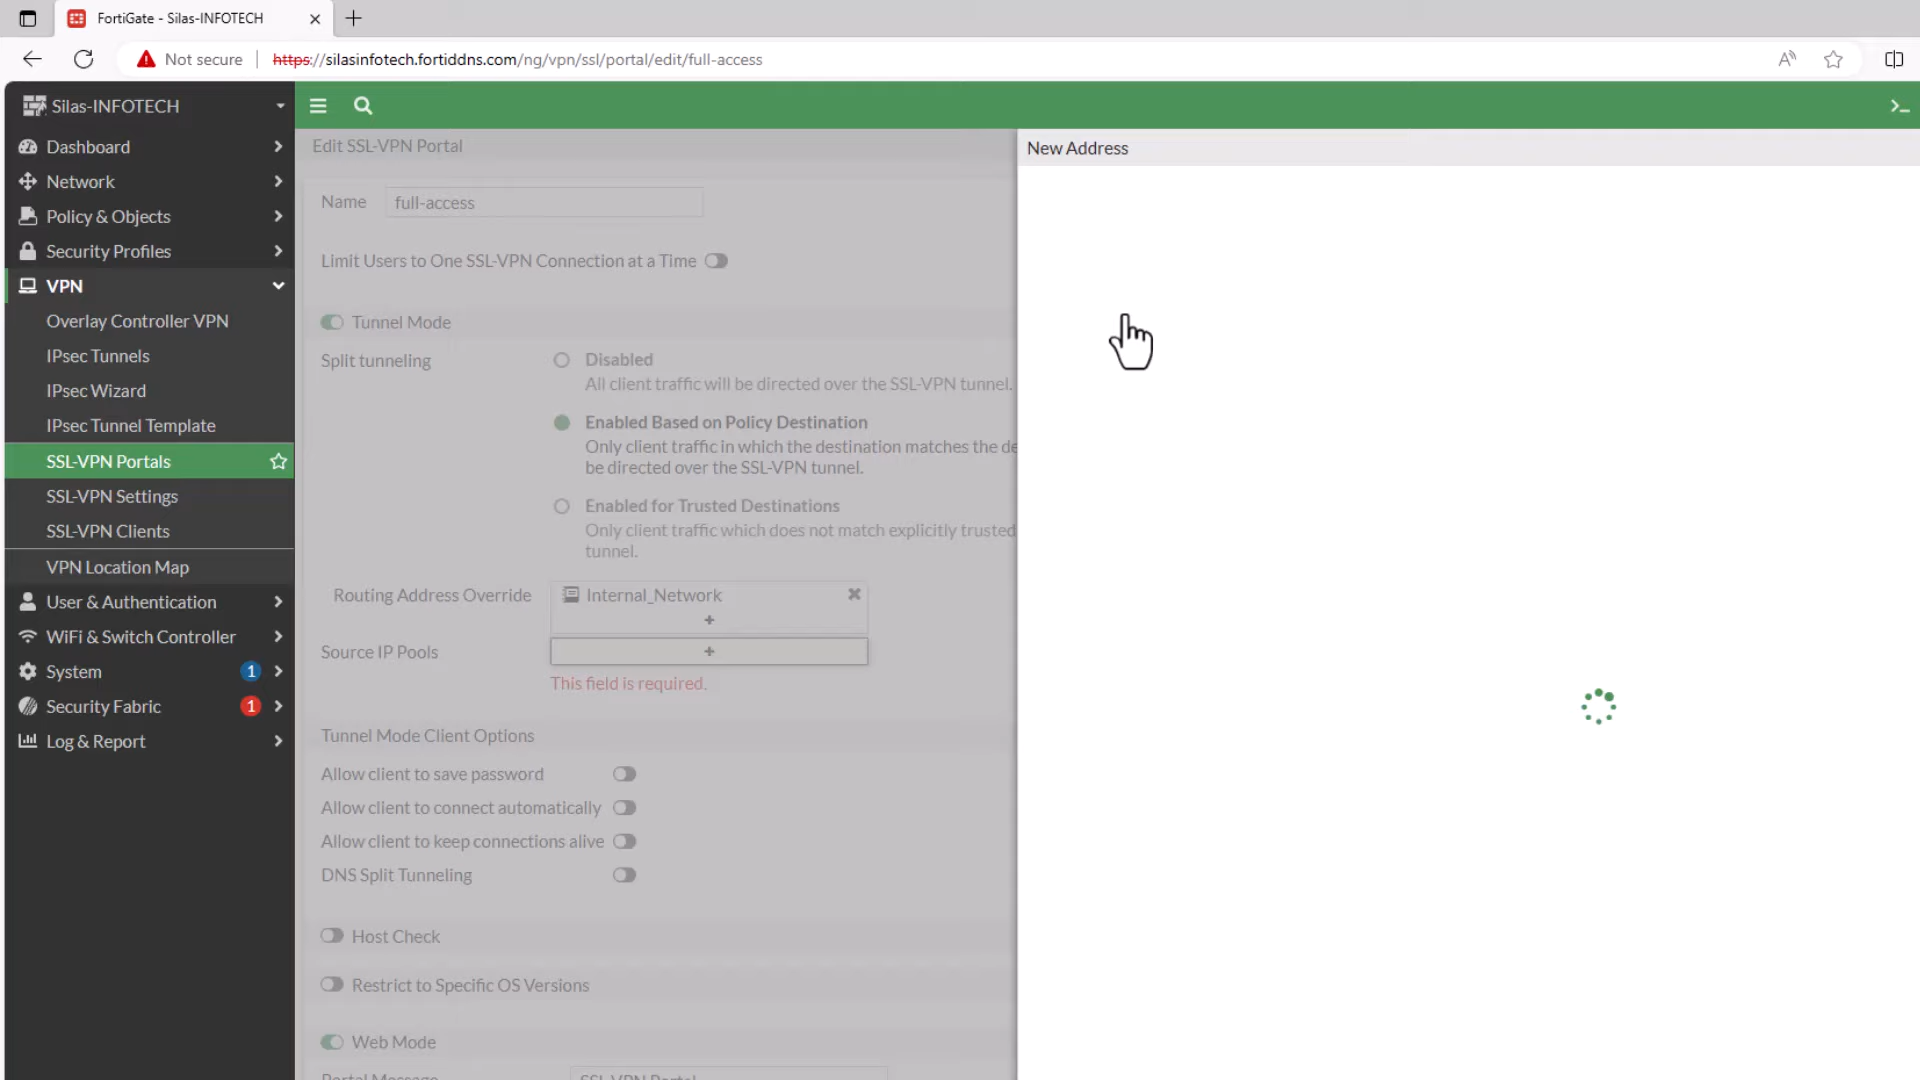 FortiGate - Silas-INFOTECH
Not secure
https://silasinfotech.fortiddns.com/ng/vpn/ssl/portal/edit/full-access
Silas-INFOTECH
Dashboard
Network
Policy & Objects
Security Profiles
VPN
Overlay Controller VPN
IPsec Tunnels
IPsec Wizard
IPsec Tunnel Template
SSL-VPN Portals
SSL-VPN Settings
SSL-VPN Clients
VPN Location Map
User & Authentication
WiFi & Switch Controller
System 1
Security Fabric 1
Log & Report
Edit SSL-VPN Portal
Name full-access
Limit Users to One SSL-VPN Connection at a Time
Tunnel Mode
Split tunneling
Disabled
All client traffic will be directed over the SSL-VPN tunnel.
Enabled Based on Policy Destination
Only client traffic in which the destination matches the de
be directed over the SSL-VPN tunnel.
Enabled for Trusted Destinations
Only client traffic which does not match explicitly trusted
tunnel.
Routing Address Override Internal_Network
+
Source IP Pools +
This field is required.
Tunnel Mode Client Options
Allow client to save password
Allow client to connect automatically
Allow client to keep connections alive
DNS Split Tunneling
Host Check
Restrict to Specific OS Versions
Web Mode
Portal Message SSL-VPN Portal
New Address